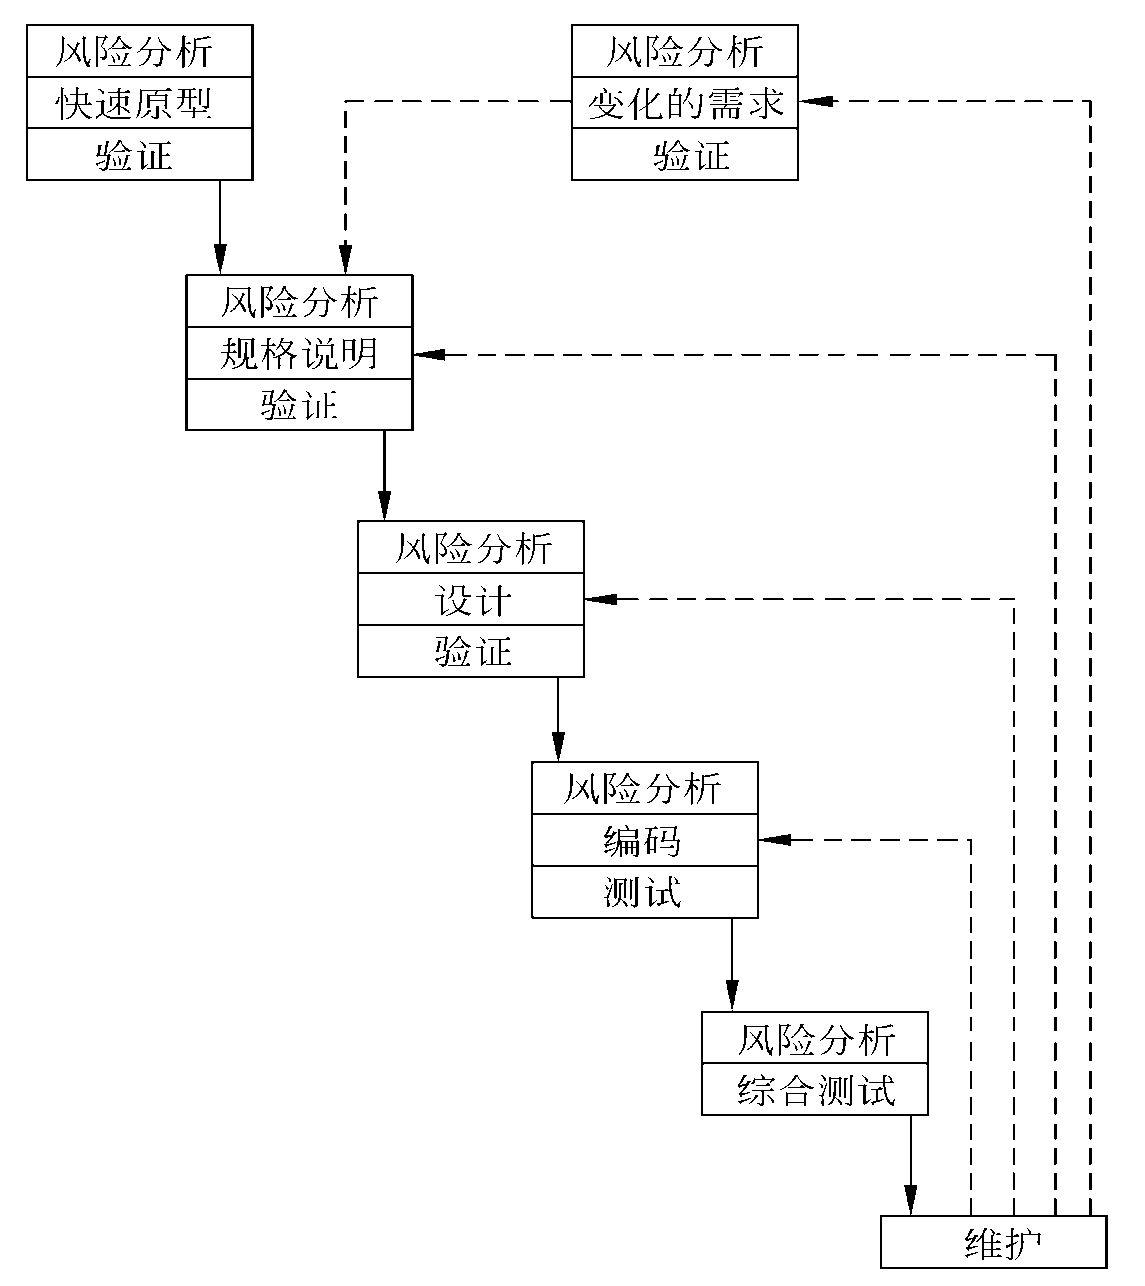 风险分析
快速原型
验证
风险分析
变化的需求
验证
风险分析
规格说明
验证
风险分析
设计
验证
风险分析
编码
测试
风险分析
综合测试
维护